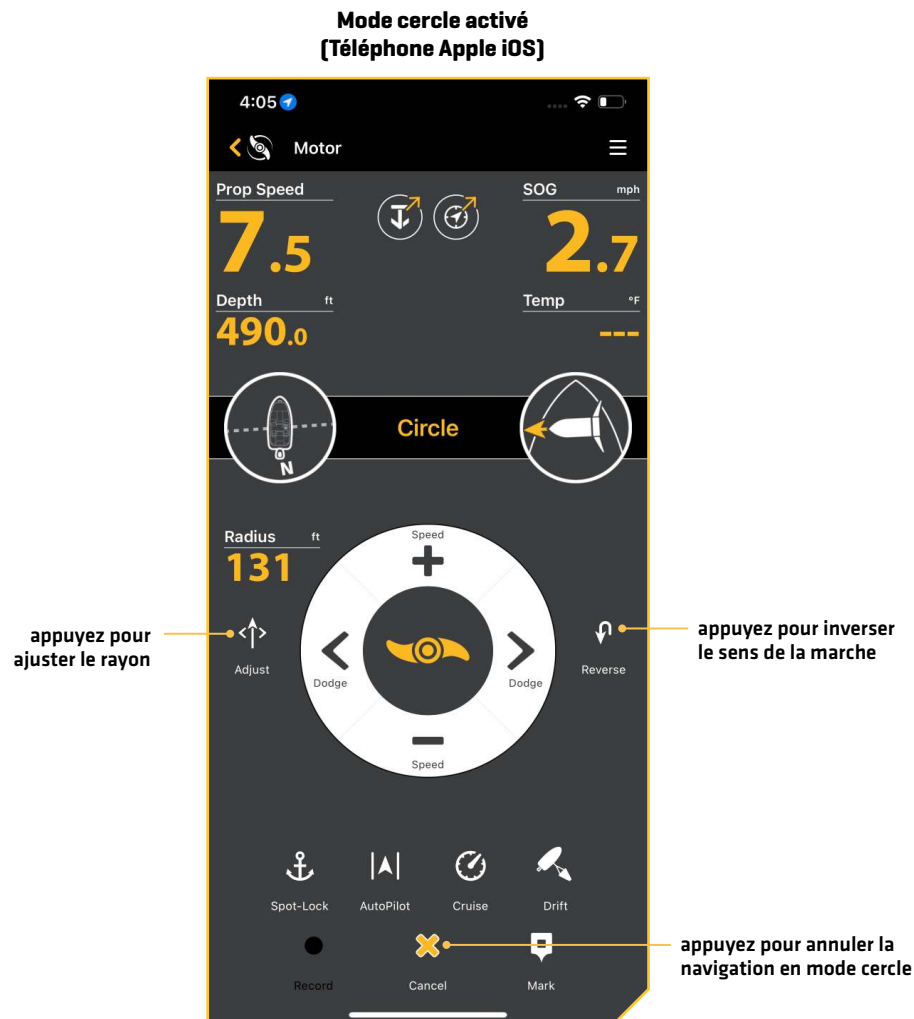 Mode cercle activé
(Téléphone Apple iOS)
4:05
Motor
Prop Speed
7.5
SOG mph
2.7
Depth ft
490.0
Temp °F
---
N
Circle
Radius ft
131
Speed
appuyez pour
ajuster le rayon
Adjust
Dodge
Dodge
Reverse
appuyez pour inverser
le sens de la marche
Speed
Spot-Lock
AutoPilot
Cruise
Drift
Record
Cancel
Mark
appuyez pour annuler la
navigation en mode cercle